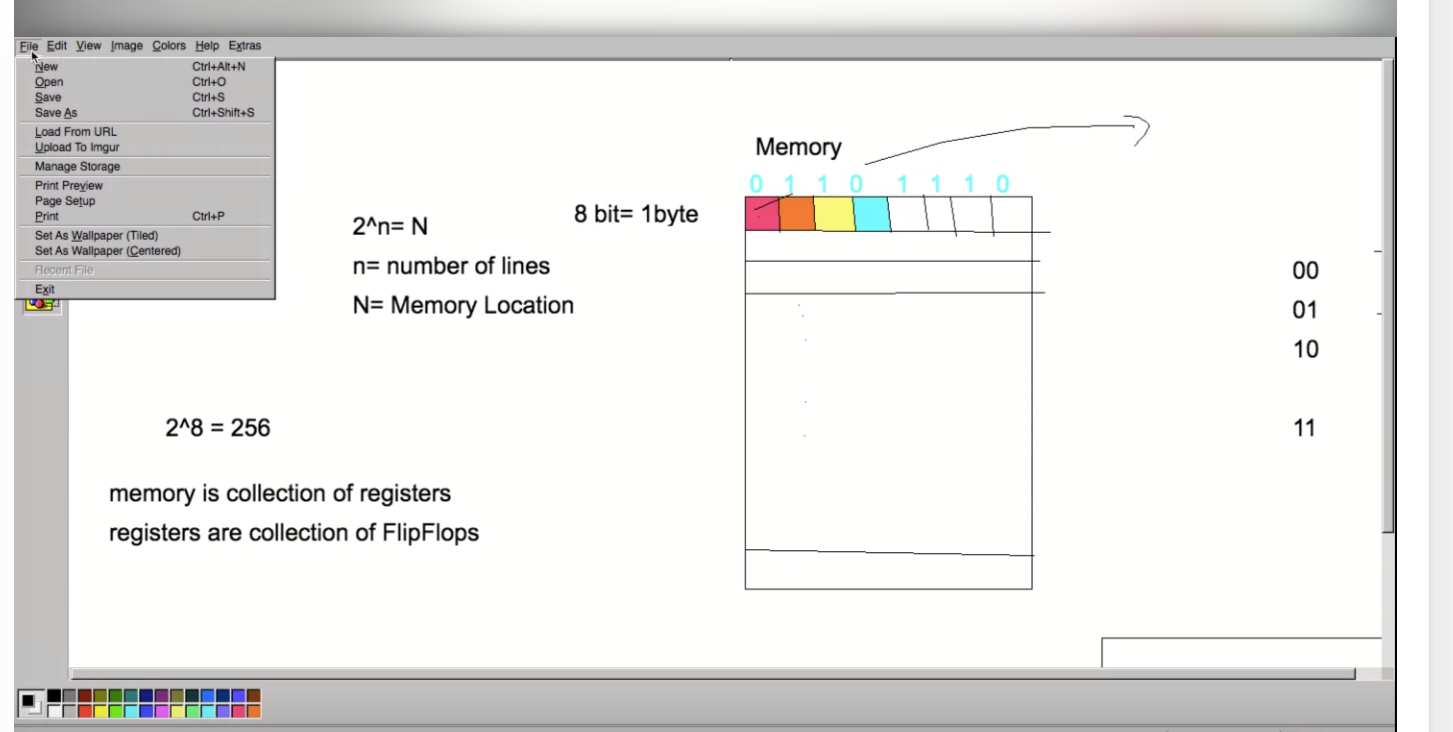 File Edit View Image Colors Help Extras
New Ctrl+Alt+N
Open Ctrl+O
Save Ctrl+S
Save As Ctrl+Shift+S
Load From URL
Upload To Imgur
Manage Storage
Print Preview
Page Setup
Print Ctrl+P
Set As Wallpaper (Tiled)
Set As Wallpaper (Centered)
Recent File
Exit
2^n= N
n= number of lines
N= Memory Location
8 bit= 1byte
2^8 = 256
memory is collection of registers
registers are collection of FlipFlops
Memory
0 1 1 0 1 1 1 0
00
01
10
11